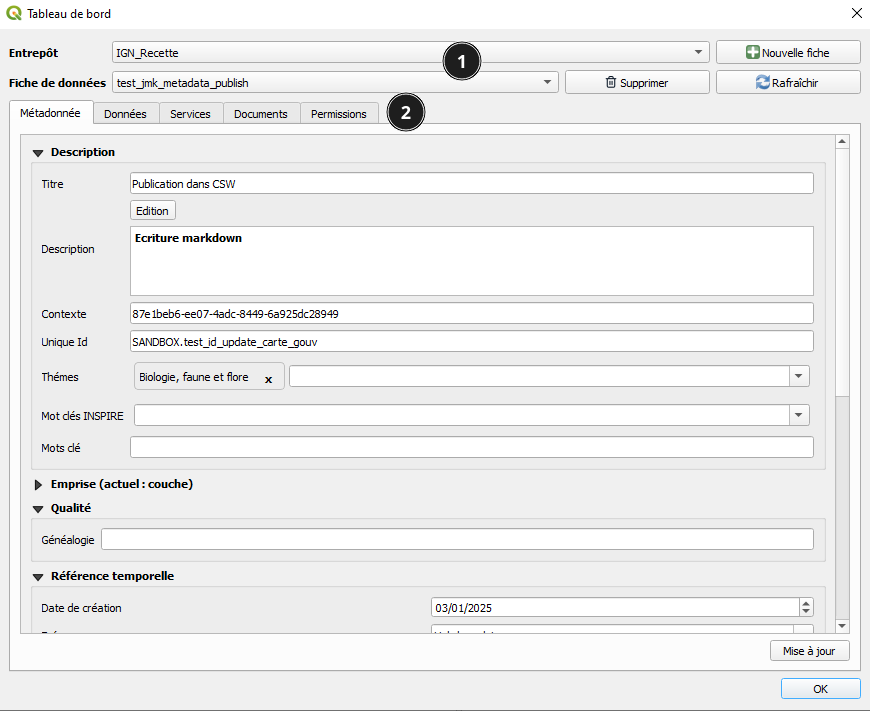 Tableau de bord
Entrepôt IGN_Recette 1 Nouvelle fiche
Fiche de données test_jmk_metadata_publish Supprimer Rafraîchir
Métadonnée Données Services Documents Permissions 2
Description
Titre Publication dans CSW
Edition
Description Ecriture markdown
Contexte 87e1beb6-ee07-4adc-8449-6a925dc28949
Unique Id SANDBOX.test_id_update_carte_gouv
Thémes Biologie, faune et flore x
Mot clés INSPIRE
Mots clé
Emprise (actuel : couche)
Qualité
Généalogie
Référence temporelle
Date de création 03/01/2025
Mise à jour
OK